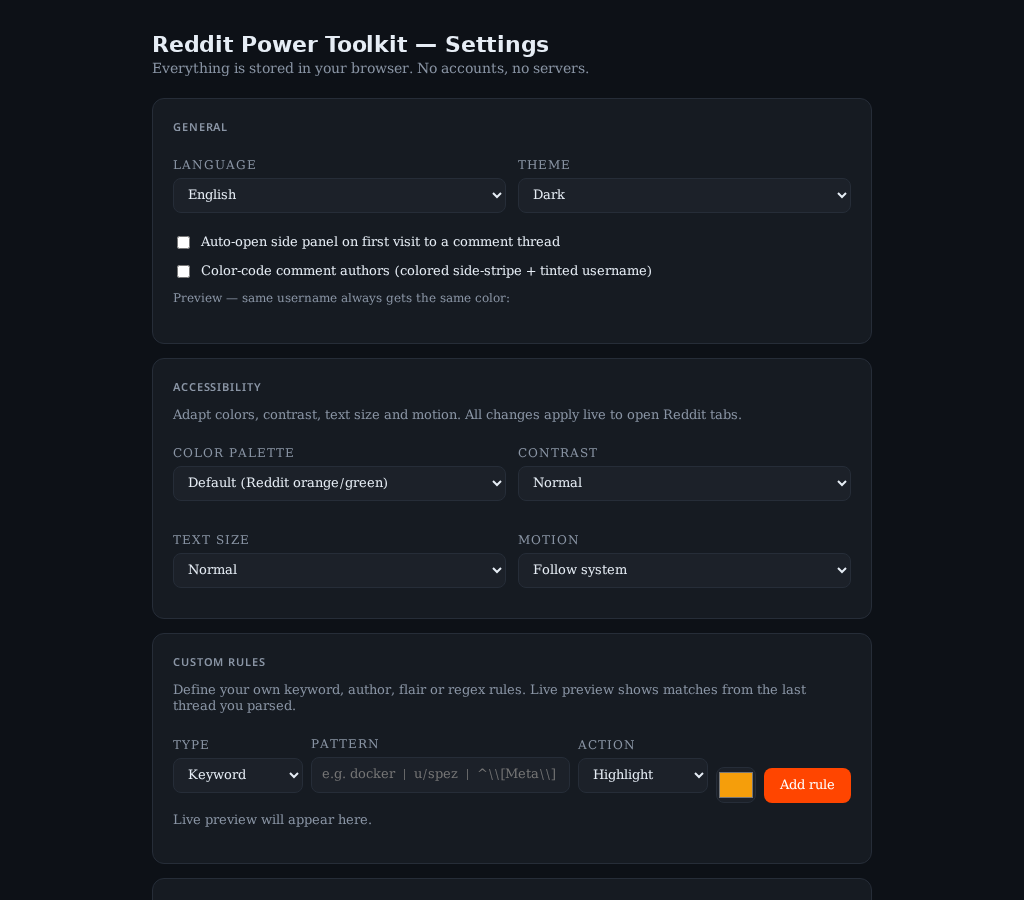 Reddit Power Toolkit — Settings
Everything is stored in your browser. No accounts, no servers.
GENERAL
LANGUAGE THEME
English Dark
Auto-open side panel on first visit to a comment thread
Color-code comment authors (colored side-stripe + tinted username)
Preview — same username always gets the same color:
ACCESSIBILITY
Adapt colors, contrast, text size and motion. All changes apply live to open Reddit tabs.
COLOR PALETTE CONTRAST
Default (Reddit orange/green) Normal
TEXT SIZE MOTION
Normal Follow system
CUSTOM RULES
Define your own keyword, author, flair or regex rules. Live preview shows matches from the last
thread you parsed.
TYPE PATTERN ACTION
Keyword e.g. docker | u/spez | ^\\[Meta\\] Highlight Add rule
Live preview will appear here.